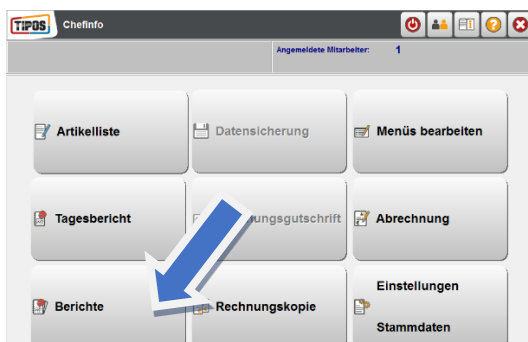 TiPOS Chefinfo
Angemeldete Mitarbeiter: 1
Artikelliste
Datensicherung
Menüs bearbeiten
Tagesbericht
ungsgutschrift
Abrechnung
Berichte
Rechnungskopie
Einstellungen
Stammdaten